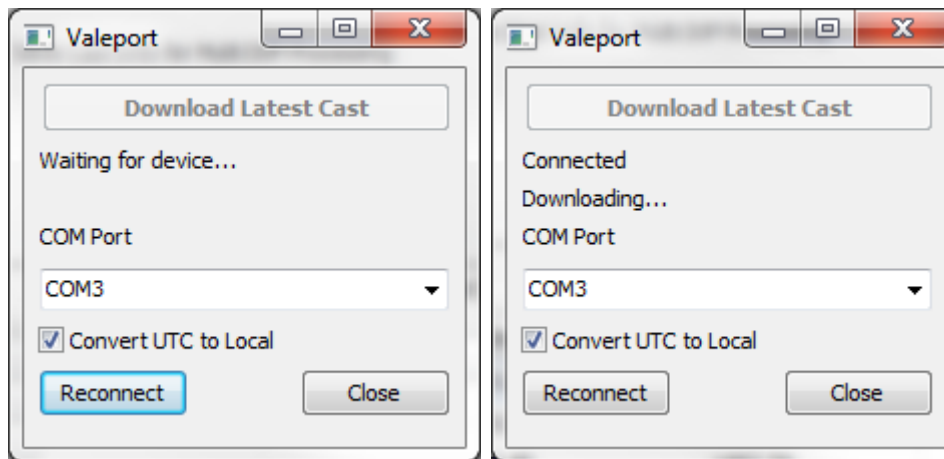 Valeport
Download Latest Cast
Waiting for device...
COM Port
COM3
Convert UTC to Local
Reconnect Close
Valeport
Download Latest Cast
Connected
Downloading...
COM Port
COM3
Convert UTC to Local
Reconnect Close